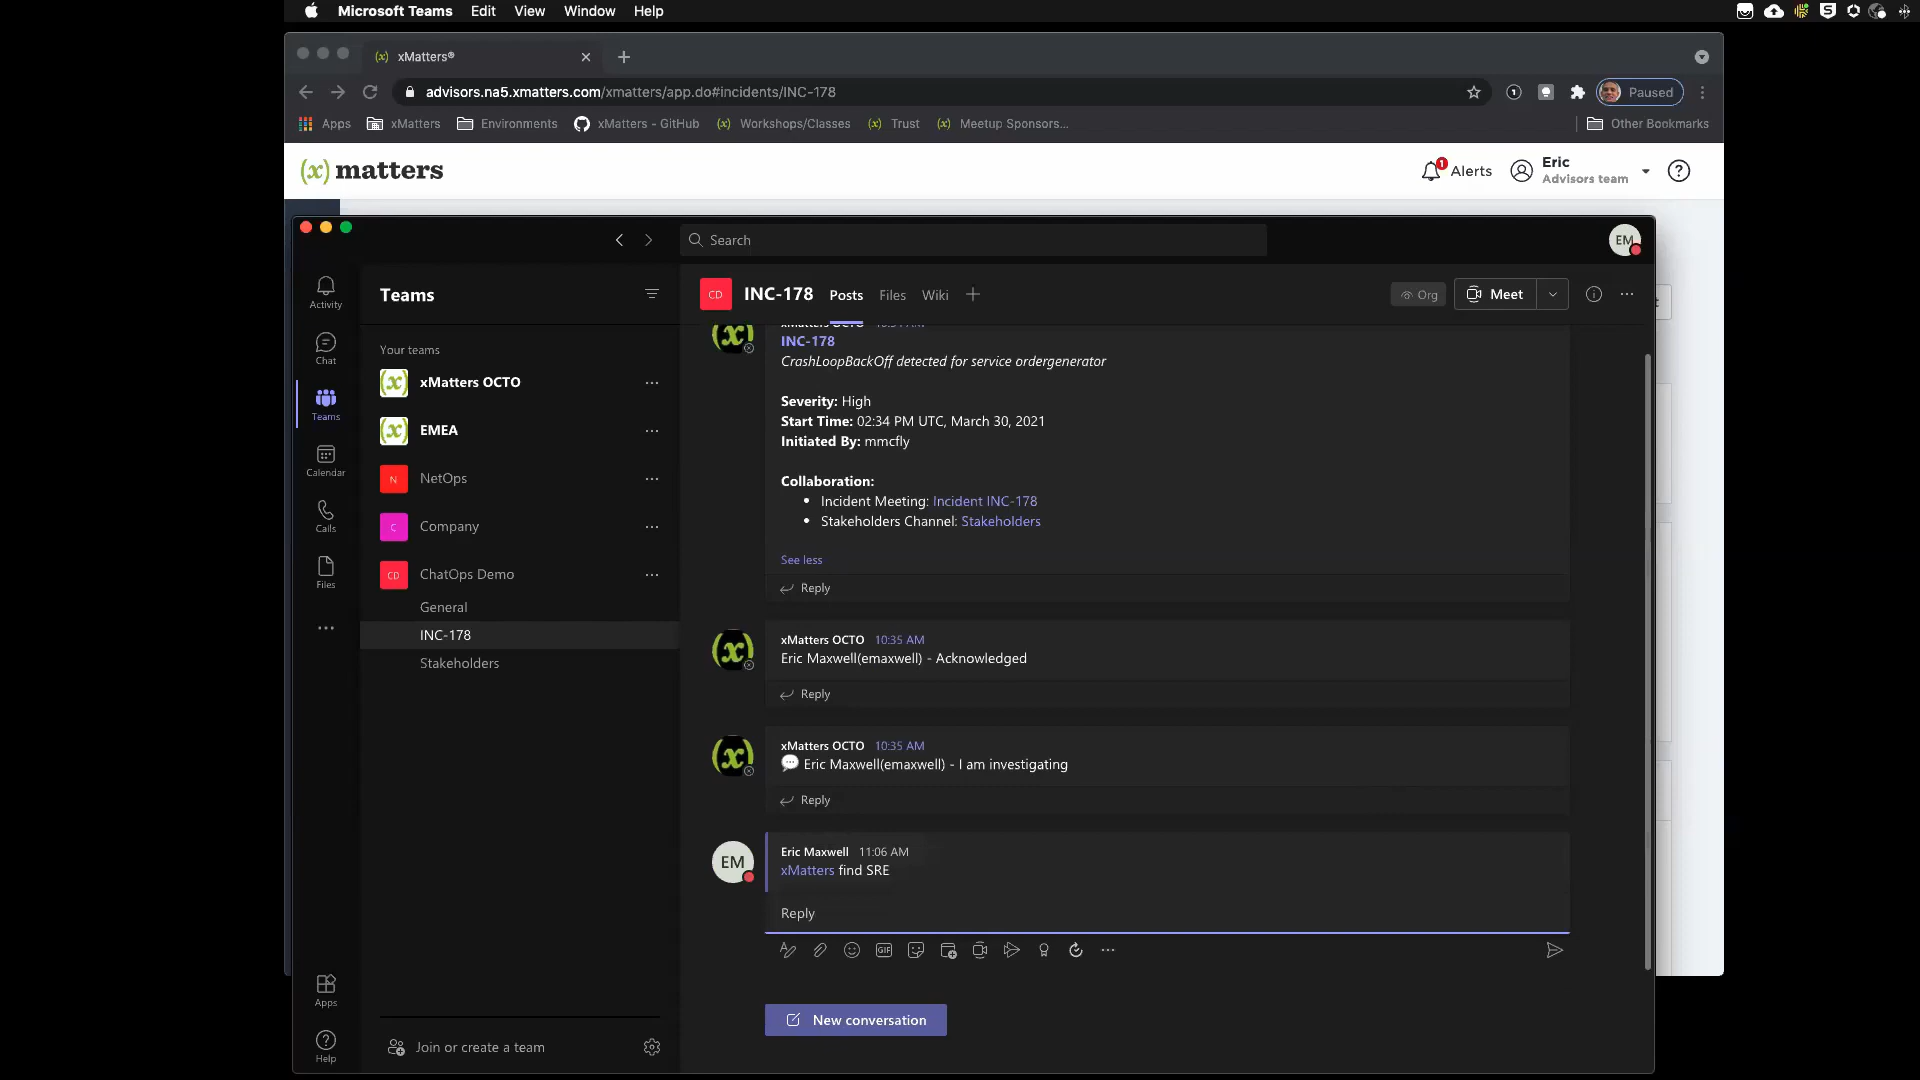 Microsoft Teams Edit View Window Help
xMatters®
advisors.na5.xmatters.com/xmatters/app.do#incidents/INC-178
Paused
Apps xMatters Environments xMatters - GitHub Workshops/Classes Trust Meetup Sponsors... Other Bookmarks
(x) matters
1 Alerts
Eric
Advisors team
Search
EM
Activity
Chat
Teams
Calendar
Calls
Files
Apps
Help
Teams
Your teams
xMatters OCTO
EMEA
N NetOps
C Company
CD ChatOps Demo
General
INC-178
Stakeholders
Join or create a team
CD INC-178 Posts Files Wiki
Org Meet
INC-178
CrashLoopBackOff detected for service ordergenerator
Severity: High
Start Time: 02:34 PM UTC, March 30, 2021
Initiated By: mmcfly
Collaboration:
• Incident Meeting: Incident INC-178
• Stakeholders Channel: Stakeholders
See less
Reply
xMatters OCTO 10:35 AM
Eric Maxwell(emaxwell) - Acknowledged
Reply
xMatters OCTO 10:35 AM
Eric Maxwell(emaxwell) - I am investigating
Reply
EM
Eric Maxwell 11:06 AM
xMatters find SRE
Reply
GIF
New conversation